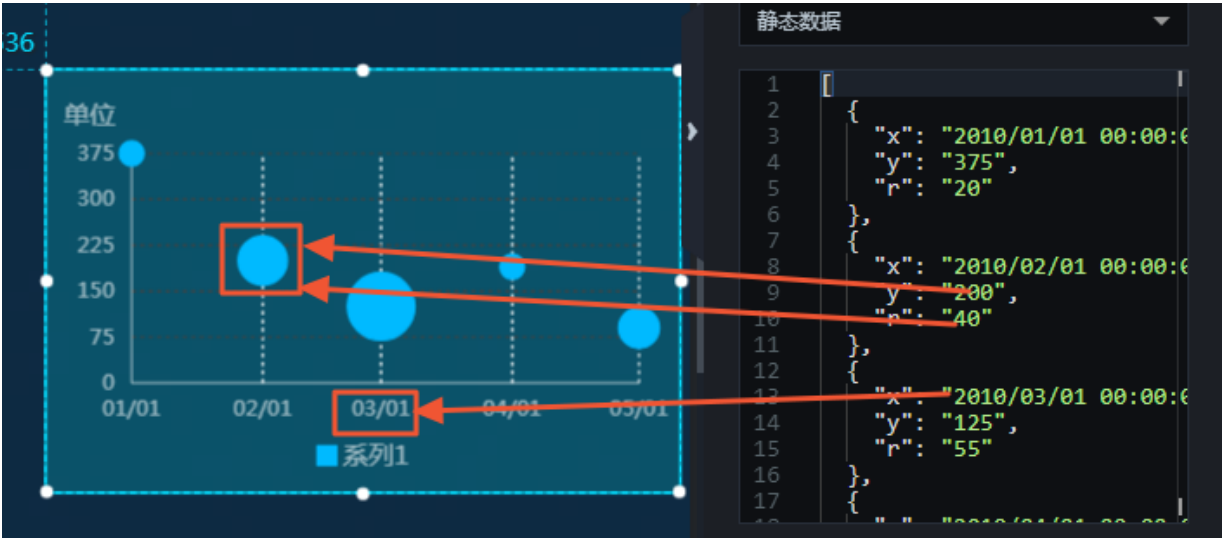 536
单位
375
300
225
150
75
0
01/01 02/01 03/01 04/01 05/01
系列1
静态数据
1 [
2 {
3 "x": "2010/01/01 00:00:0
4 "y": "375",
5 "r": "20"
6 },
7 {
8 "x": "2010/02/01 00:00:0
9 "y": "200",
10 "r": "40"
11 },
12 {
13 "x": "2010/03/01 00:00:0
14 "y": "125",
15 "r": "55"
16 },
17 {